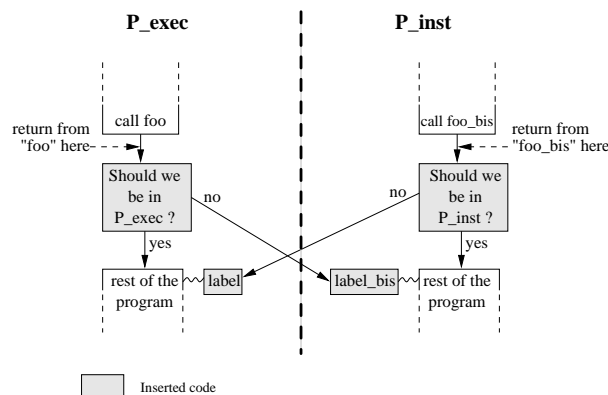 P_exec
P_inst
call foo
call foo_bis
return from
"foo" here
return from
"foo_bis" here
Should we
be in
P_exec ?
no
no
Should we
be in
P_inst ?
yes
yes
rest of the
program
label
label_bis
rest of the
program
Inserted code